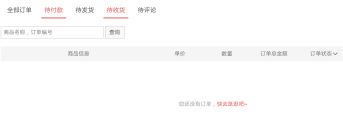 全部订单 待付款 待发货 待收货 待评论
商品名称，订单编号 查询
商品信息 单价 数量 订单总金额 订单状态
您还没有订单，快去逛逛吧~